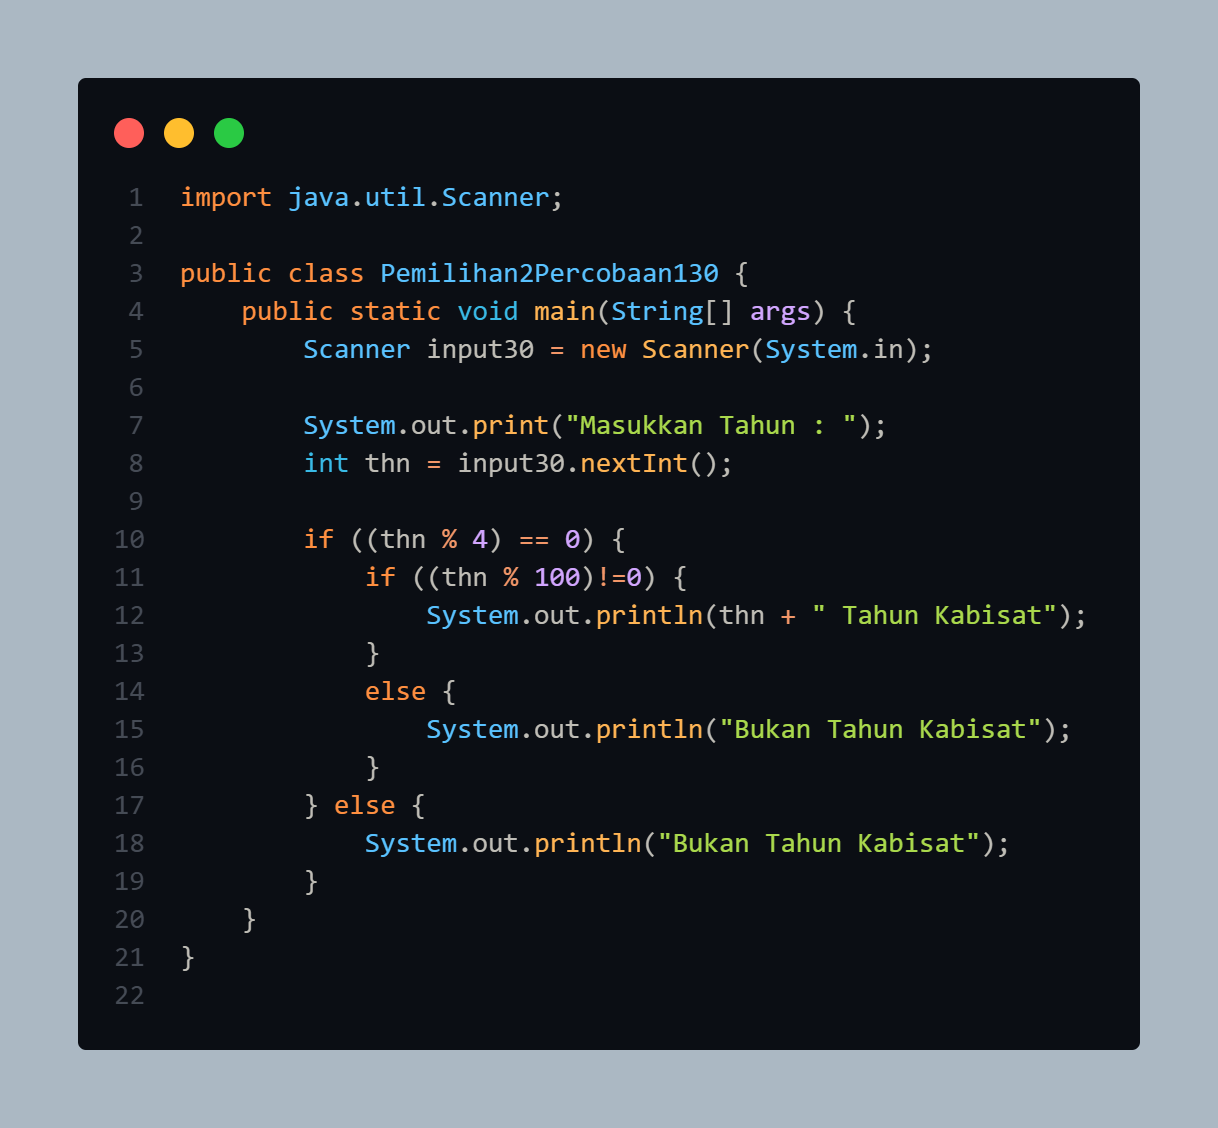 1 import java.util.Scanner;
2
3 public class Pemilihan2Percobaan130 {
4     public static void main(String[] args) {
5         Scanner input30 = new Scanner(System.in);
6
7         System.out.print("Masukkan Tahun : ");
8         int thn = input30.nextInt();
9
10         if ((thn % 4) == 0) {
11             if ((thn % 100)!=0) {
12                 System.out.println(thn + " Tahun Kabisat");
13             }
14             else {
15                 System.out.println("Bukan Tahun Kabisat");
16             }
17         } else {
18             System.out.println("Bukan Tahun Kabisat");
19         }
20     }
21 }
22